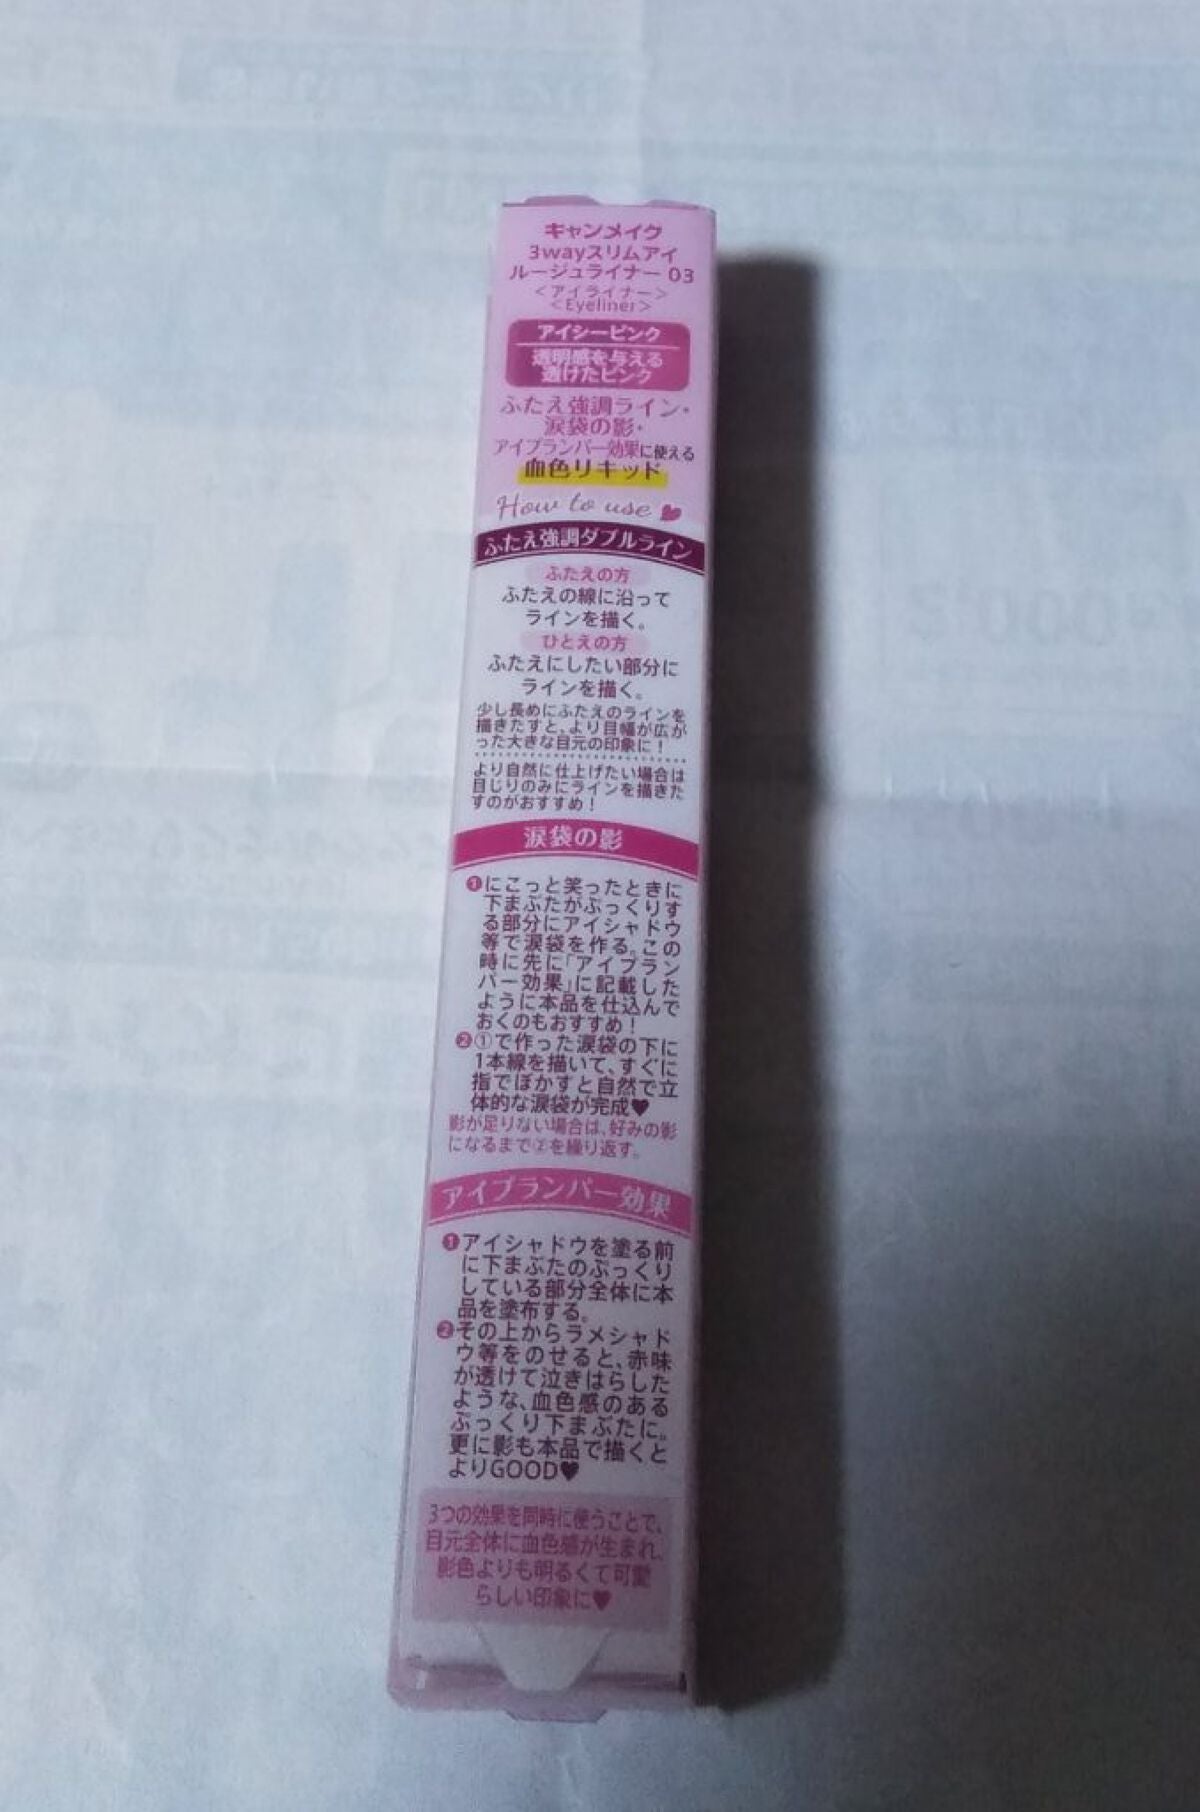 キャンメイク
3wayスリムアイ
ルージュライナー 03
＜アイライナー＞
＜Eyeliner＞
アイシーピンク
透明感を与える
透けたピンク
ふたえ強調ライン・
涙袋の影・
アイプランパー効果に使える
血色リキッド
How to use
ふたえ強調ダブルライン
ふたえの方
ふたえの線に沿って
ラインを描く。
ひとえの方
ふたえにしたい部分に
ラインを描く。
少し長めにふたえのラインを
描きたすと、より目幅が広が
った大きな目元の印象に！
より自然に仕上げたい場合は
目じりのみにラインを描きた
すのがおすすめ！
涙袋の影
❶にこっと笑ったときに
下まぶたがぷっくりす
る部分にアイシャドウ
等で涙袋を作る。この
時に先に「アイプラン
パー効果」に記載した
ように本品を仕込んで
おくのもおすすめ！
❷①で作った涙袋の下に
1本線を描いて、すぐに
指でぼかすと自然で立
体的な涙袋が完成♥
影が足りない場合は、好みの影
になるまで②を繰り返す。
アイプランパー効果
❶アイシャドウを塗る前
に下まぶたのぷっくり
している部分全体に本
品を塗布する。
❷その上からラメシャド
ウ等をのせると、赤味
が透けて泣きはらした
ような、血色感のある
ぷっくり下まぶたに。
更に影も本品で描くと
よりGOOD♥
3つの効果を同時に使うことで、
目元全体に血色感が生まれ、
影色よりも明るくて可愛
らしい印象に♥